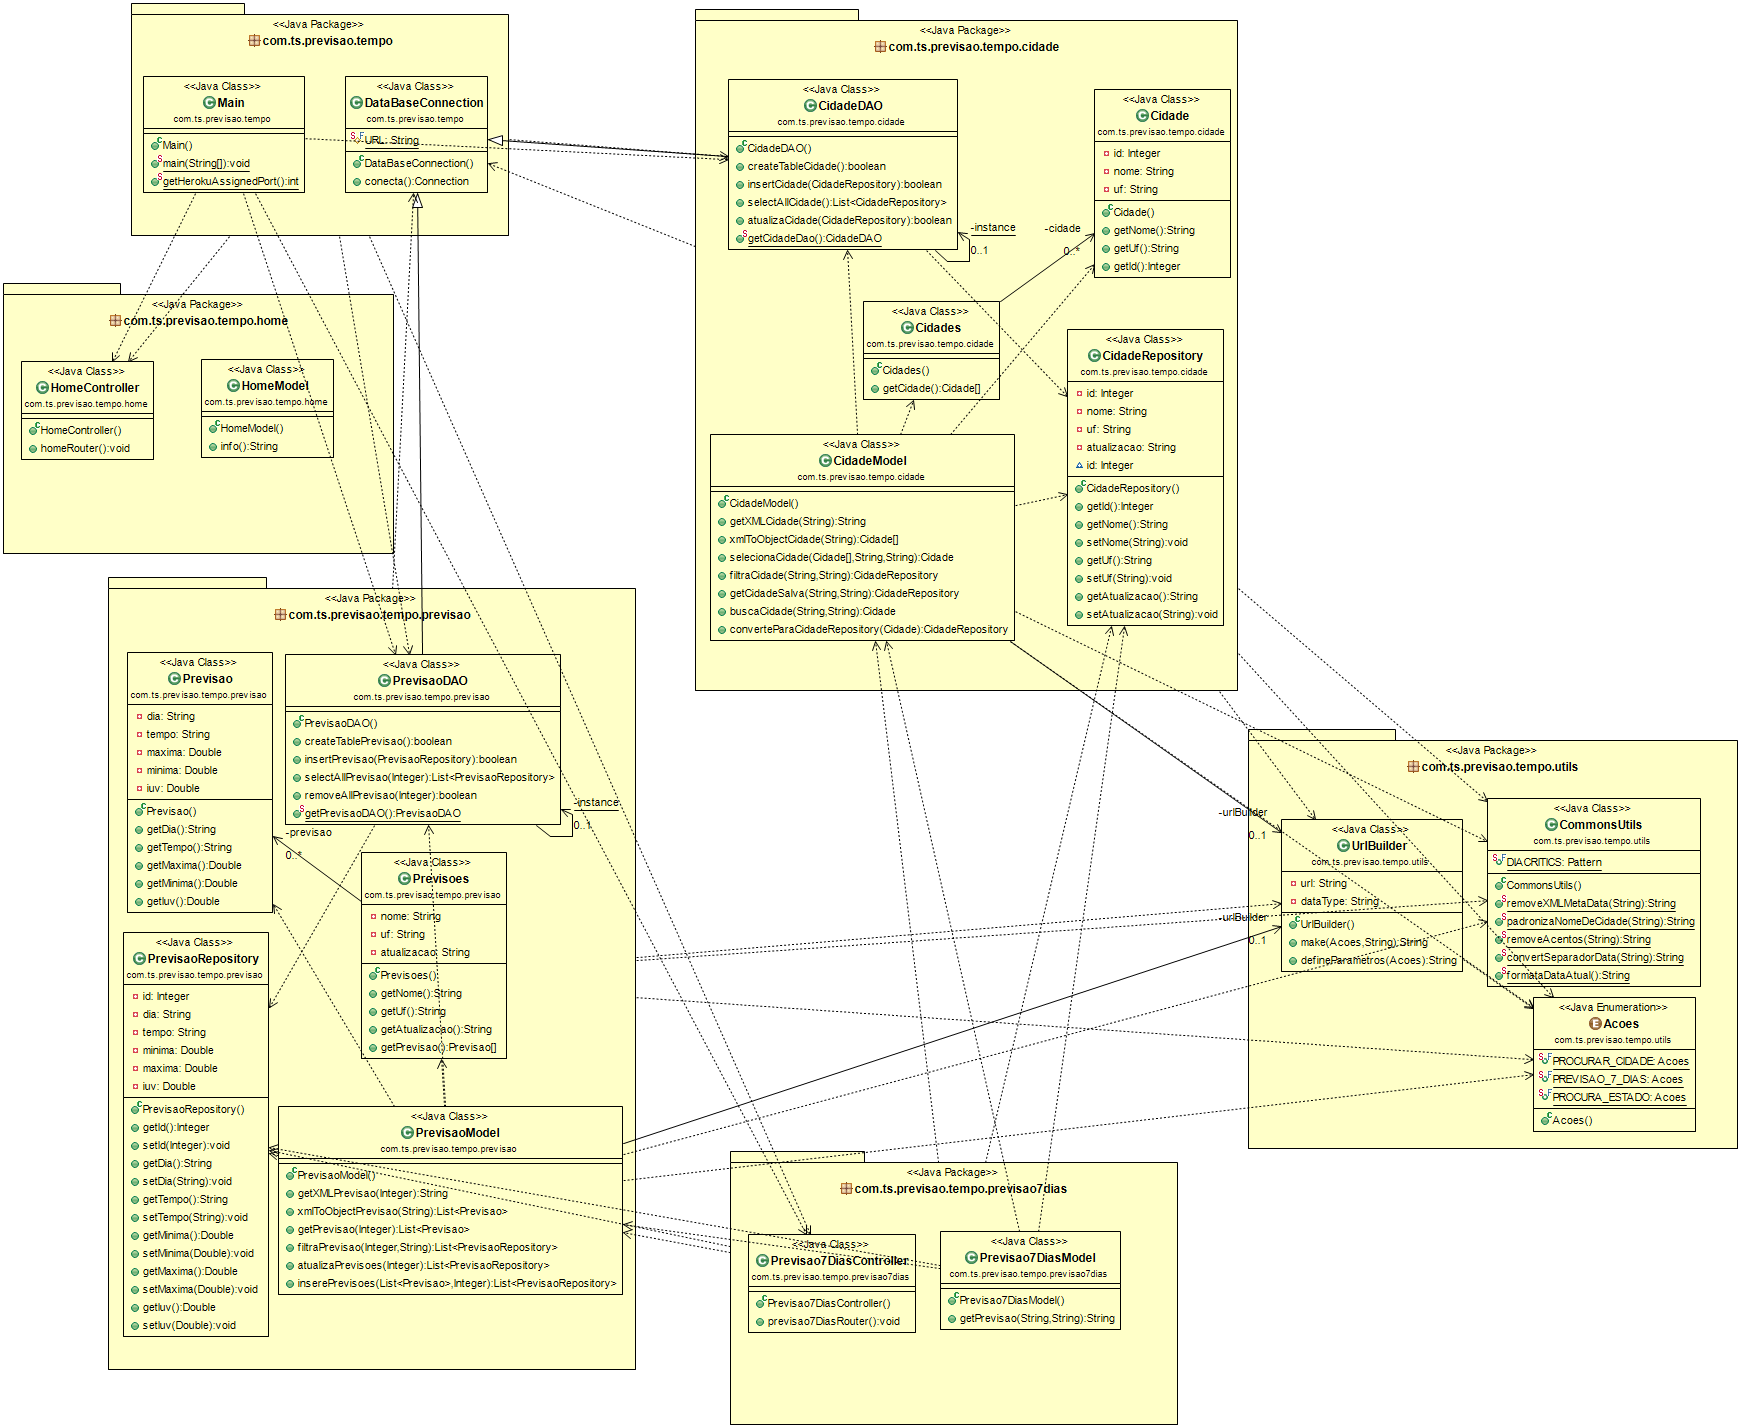 <<Java Package>>
com.ts.previsao.tempo
<<Java Class>>
Main
com.ts.previsao.tempo
Main()
main(String[]):void
getHerokuAssignedPort():int
<<Java Class>>
DataBaseConnection
com.ts.previsao.tempo
URL: String
DataBaseConnection()
conecta():Connection
<<Java Package>>
com.ts.previsao.tempo.cidade
<<Java Class>>
CidadeDAO
com.ts.previsao.tempo.cidade
CidadeDAO()
createTableCidade():boolean
insertCidade(CidadeRepository):boolean
selectAllCidade():List<CidadeRepository>
atualizaCidade(CidadeRepository):boolean
getCidadeDao():CidadeDAO
-instance
0..1
-cidade
0..*
<<Java Class>>
Cidade
com.ts.previsao.tempo.cidade
id: Integer
nome: String
uf: String
Cidade()
getNome():String
getUf():String
getId():Integer
<<Java Class>>
Cidades
com.ts.previsao.tempo.cidade
Cidades()
getCidade():Cidade[]
<<Java Class>>
CidadeRepository
com.ts.previsao.tempo.cidade
id: Integer
nome: String
uf: String
atualizacao: String
id: Integer
CidadeRepository()
getId():Integer
getNome():String
setNome(String):void
getUf():String
setUf(String):void
getAtualizacao():String
setAtualizacao(String):void
<<Java Class>>
CidadeModel
com.ts.previsao.tempo.cidade
CidadeModel()
getXMLCidade(String):String
xmlToObjectCidade(String):Cidade[]
selecionaCidade(Cidade[],String,String):Cidade
filtraCidade(String,String):CidadeRepository
getCidadeSalva(String,String):CidadeRepository
buscaCidade(String,String):Cidade
converteParaCidadeRepository(Cidade):CidadeRepository
<<Java Package>>
com.ts.previsao.tempo.home
<<Java Class>>
HomeController
com.ts.previsao.tempo.home
HomeController()
homeRouter():void
<<Java Class>>
HomeModel
com.ts.previsao.tempo.home
HomeModel()
info():String
<<Java Package>>
com.ts.previsao.tempo.previsao
<<Java Class>>
Previsao
com.ts.previsao.tempo.previsao
dia: String
tempo: String
maxima: Double
minima: Double
iuv: Double
Previsao()
getDia():String
getTempo():String
getMaxima():Double
getMinima():Double
getIuv():Double
<<Java Class>>
PrevisaoDAO
com.ts.previsao.tempo.previsao
PrevisaoDAO()
createTablePrevisao():boolean
insertPrevisao(PrevisaoRepository):boolean
selectAllPrevisao(Integer):List<PrevisaoRepository>
removeAllPrevisao(Integer):boolean
getPrevisaoDAO():PrevisaoDAO
-instance
0..1
-previsao
0..*
<<Java Class>>
Previsoes
com.ts.previsao.tempo.previsao
nome: String
uf: String
atualizacao: String
Previsoes()
getNome():String
getUf():String
getAtualizacao():String
getPrevisao():Previsao[]
<<Java Class>>
PrevisaoRepository
com.ts.previsao.tempo.previsao
id: Integer
dia: String
tempo: String
minima: Double
maxima: Double
iuv: Double
PrevisaoRepository()
getId():Integer
setId(Integer):void
getDia():String
setDia(String):void
getTempo():String
setTempo(String):void
getMinima():Double
setMinima(Double):void
getMaxima():Double
setMaxima(Double):void
getIuv():Double
setIuv(Double):void
<<Java Class>>
PrevisaoModel
com.ts.previsao.tempo.previsao
PrevisaoModel()
getXMLPrevisao(Integer):String
xmlToObjectPrevisao(String):List<Previsao>
getPrevisao(Integer):List<Previsao>
filtraPrevisao(Integer,String):List<PrevisaoRepository>
atualizaPrevisoes(Integer):List<PrevisaoRepository>
inserePrevisoes(List<Previsao>,Integer):List<PrevisaoRepository>
<<Java Package>>
com.ts.previsao.tempo.utils
-urlBuilder
0..1
-urlBuilder
0..1
<<Java Class>>
UrlBuilder
com.ts.previsao.tempo.utils
url: String
dataType: String
UrlBuilder()
make(Acoes,String):String
defineParametros(Acoes):String
<<Java Class>>
CommonsUtils
com.ts.previsao.tempo.utils
DIACRITICS: Pattern
CommonsUtils()
removeXMLMetaData(String):String
padronizaNomeDeCidade(String):String
removeAcentos(String):String
convertSeparadorData(String):String
formataDataAtual():String
<<Java Enumeration>>
Acoes
com.ts.previsao.tempo.utils
PROCURAR_CIDADE: Acoes
PREVISAO_7_DIAS: Acoes
PROCURA_ESTADO: Acoes
Acoes()
<<Java Package>>
com.ts.previsao.tempo.previsao7dias
<<Java Class>>
Previsao7DiasController
com.ts.previsao.tempo.previsao7dias
Previsao7DiasController()
previsao7DiasRouter():void
<<Java Class>>
Previsao7DiasModel
com.ts.previsao.tempo.previsao7dias
Previsao7DiasModel()
getPrevisao(String,String):String